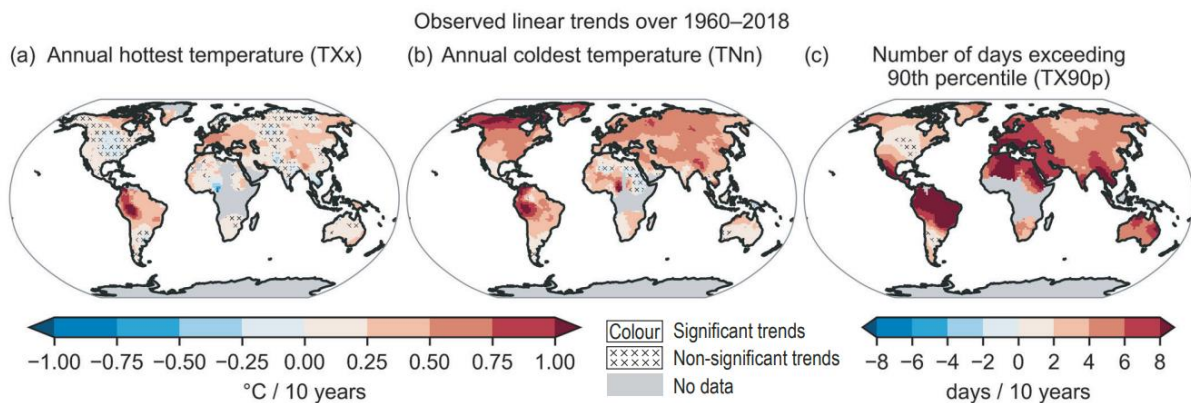 Observed linear trends over 1960–2018
(a) Annual hottest temperature (TXx)
(b) Annual coldest temperature (TNn)
(c) Number of days exceeding
90th percentile (TX90p)
−1.00 −0.75 −0.50 −0.25 0.00 0.25 0.50 0.75 1.00
°C / 10 years
Colour Significant trends
Non-significant trends
No data
−8 −6 −4 −2 0 2 4 6 8
days / 10 years